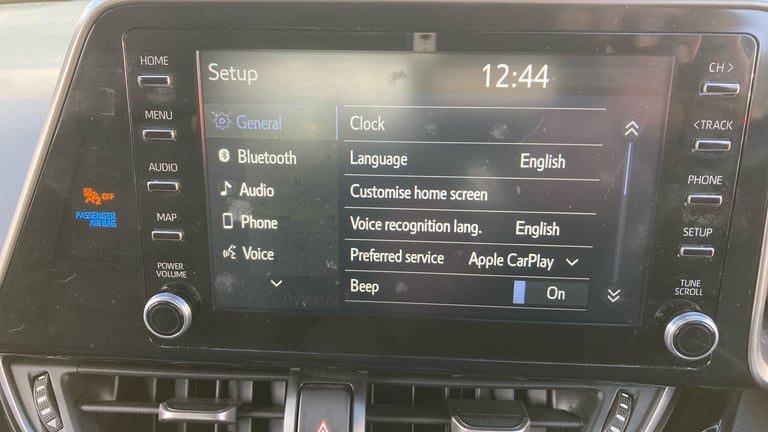 HOME
MENU
AUDIO
MAP
POWER
VOLUME
OFF
PASSENGER
AIR BAG
Setup
12:44
General
Bluetooth
Audio
Phone
Voice
Clock
Language English
Customise home screen
Voice recognition lang. English
Preferred service Apple CarPlay
Beep On
CH >
< TRACK
PHONE
SETUP
TUNE
SCROLL